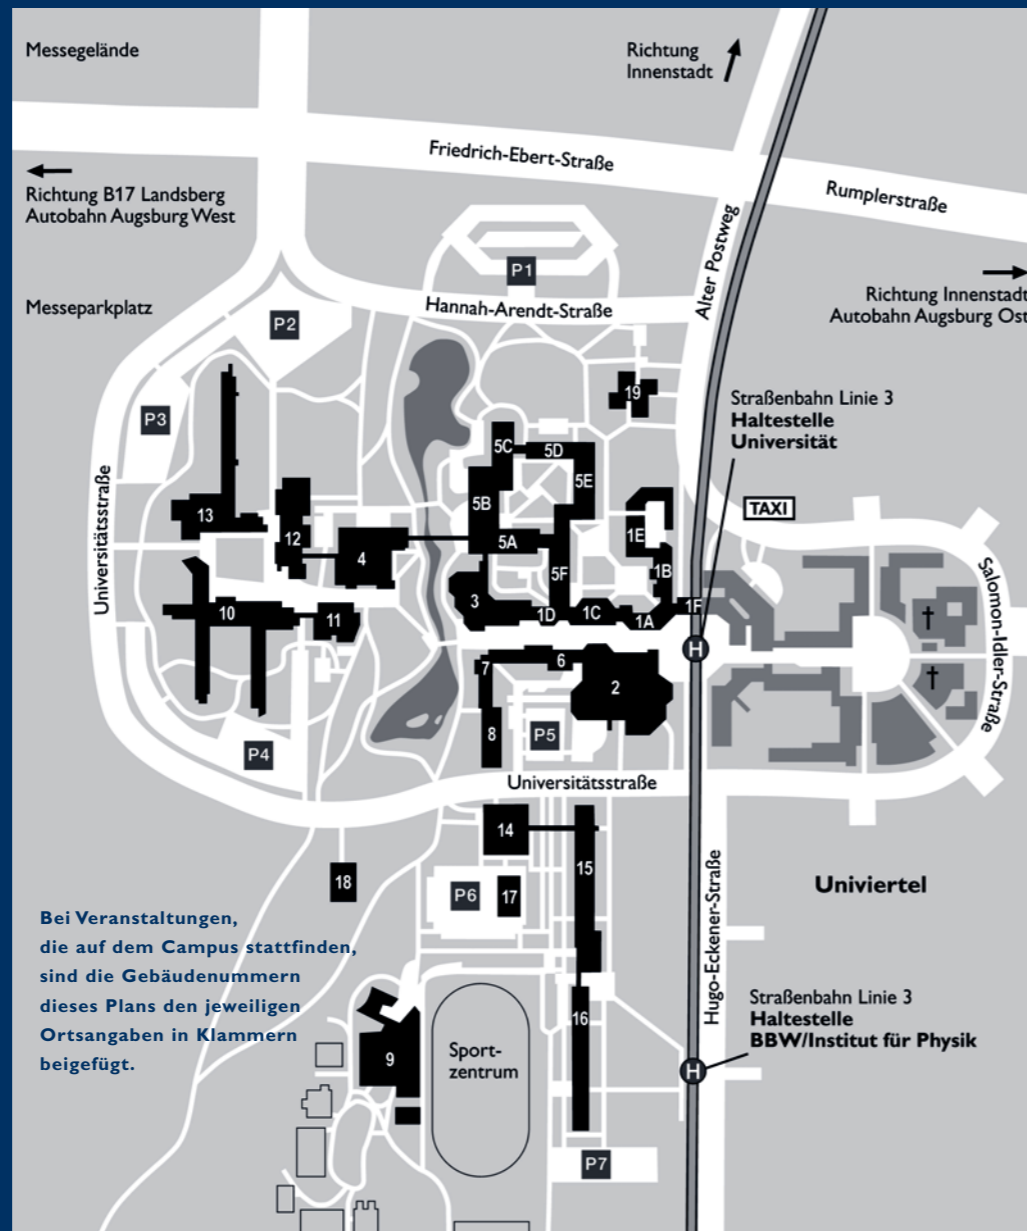 Messegelände
Richtung
Innenstadt
Friedrich-Ebert-Straße
Rumplerstraße
Richtung B17 Landsberg
Autobahn Augsburg West
Alter Postweg
P1
Richtung Innenstadt
Autobahn Augsburg Ost
Messeparkplatz
Hannah-Arendt-Straße
P2
19
Straßenbahn Linie 3
Haltestelle
Universität
P3
5C
5D
5E
5B
TAXI
13
12
4
5A
1E
5F
1B
Universitätsstraße
Salomon-Idler-Straße
10
11
3
1D
1C
1A
1F
H
7
6
2
8
P5
P4
Universitätsstraße
14
15
18
P6
17
Univiertel
Hugo-Eckener-Straße
Bei Veranstaltungen,
die auf dem Campus stattfinden,
sind die Gebäudenummern
dieses Plans den jeweiligen
Ortsangaben in Klammern
beigefügt.
Straßenbahn Linie 3
Haltestelle
BBW/Institut für Physik
16
9
Sport-
zentrum
H
P7